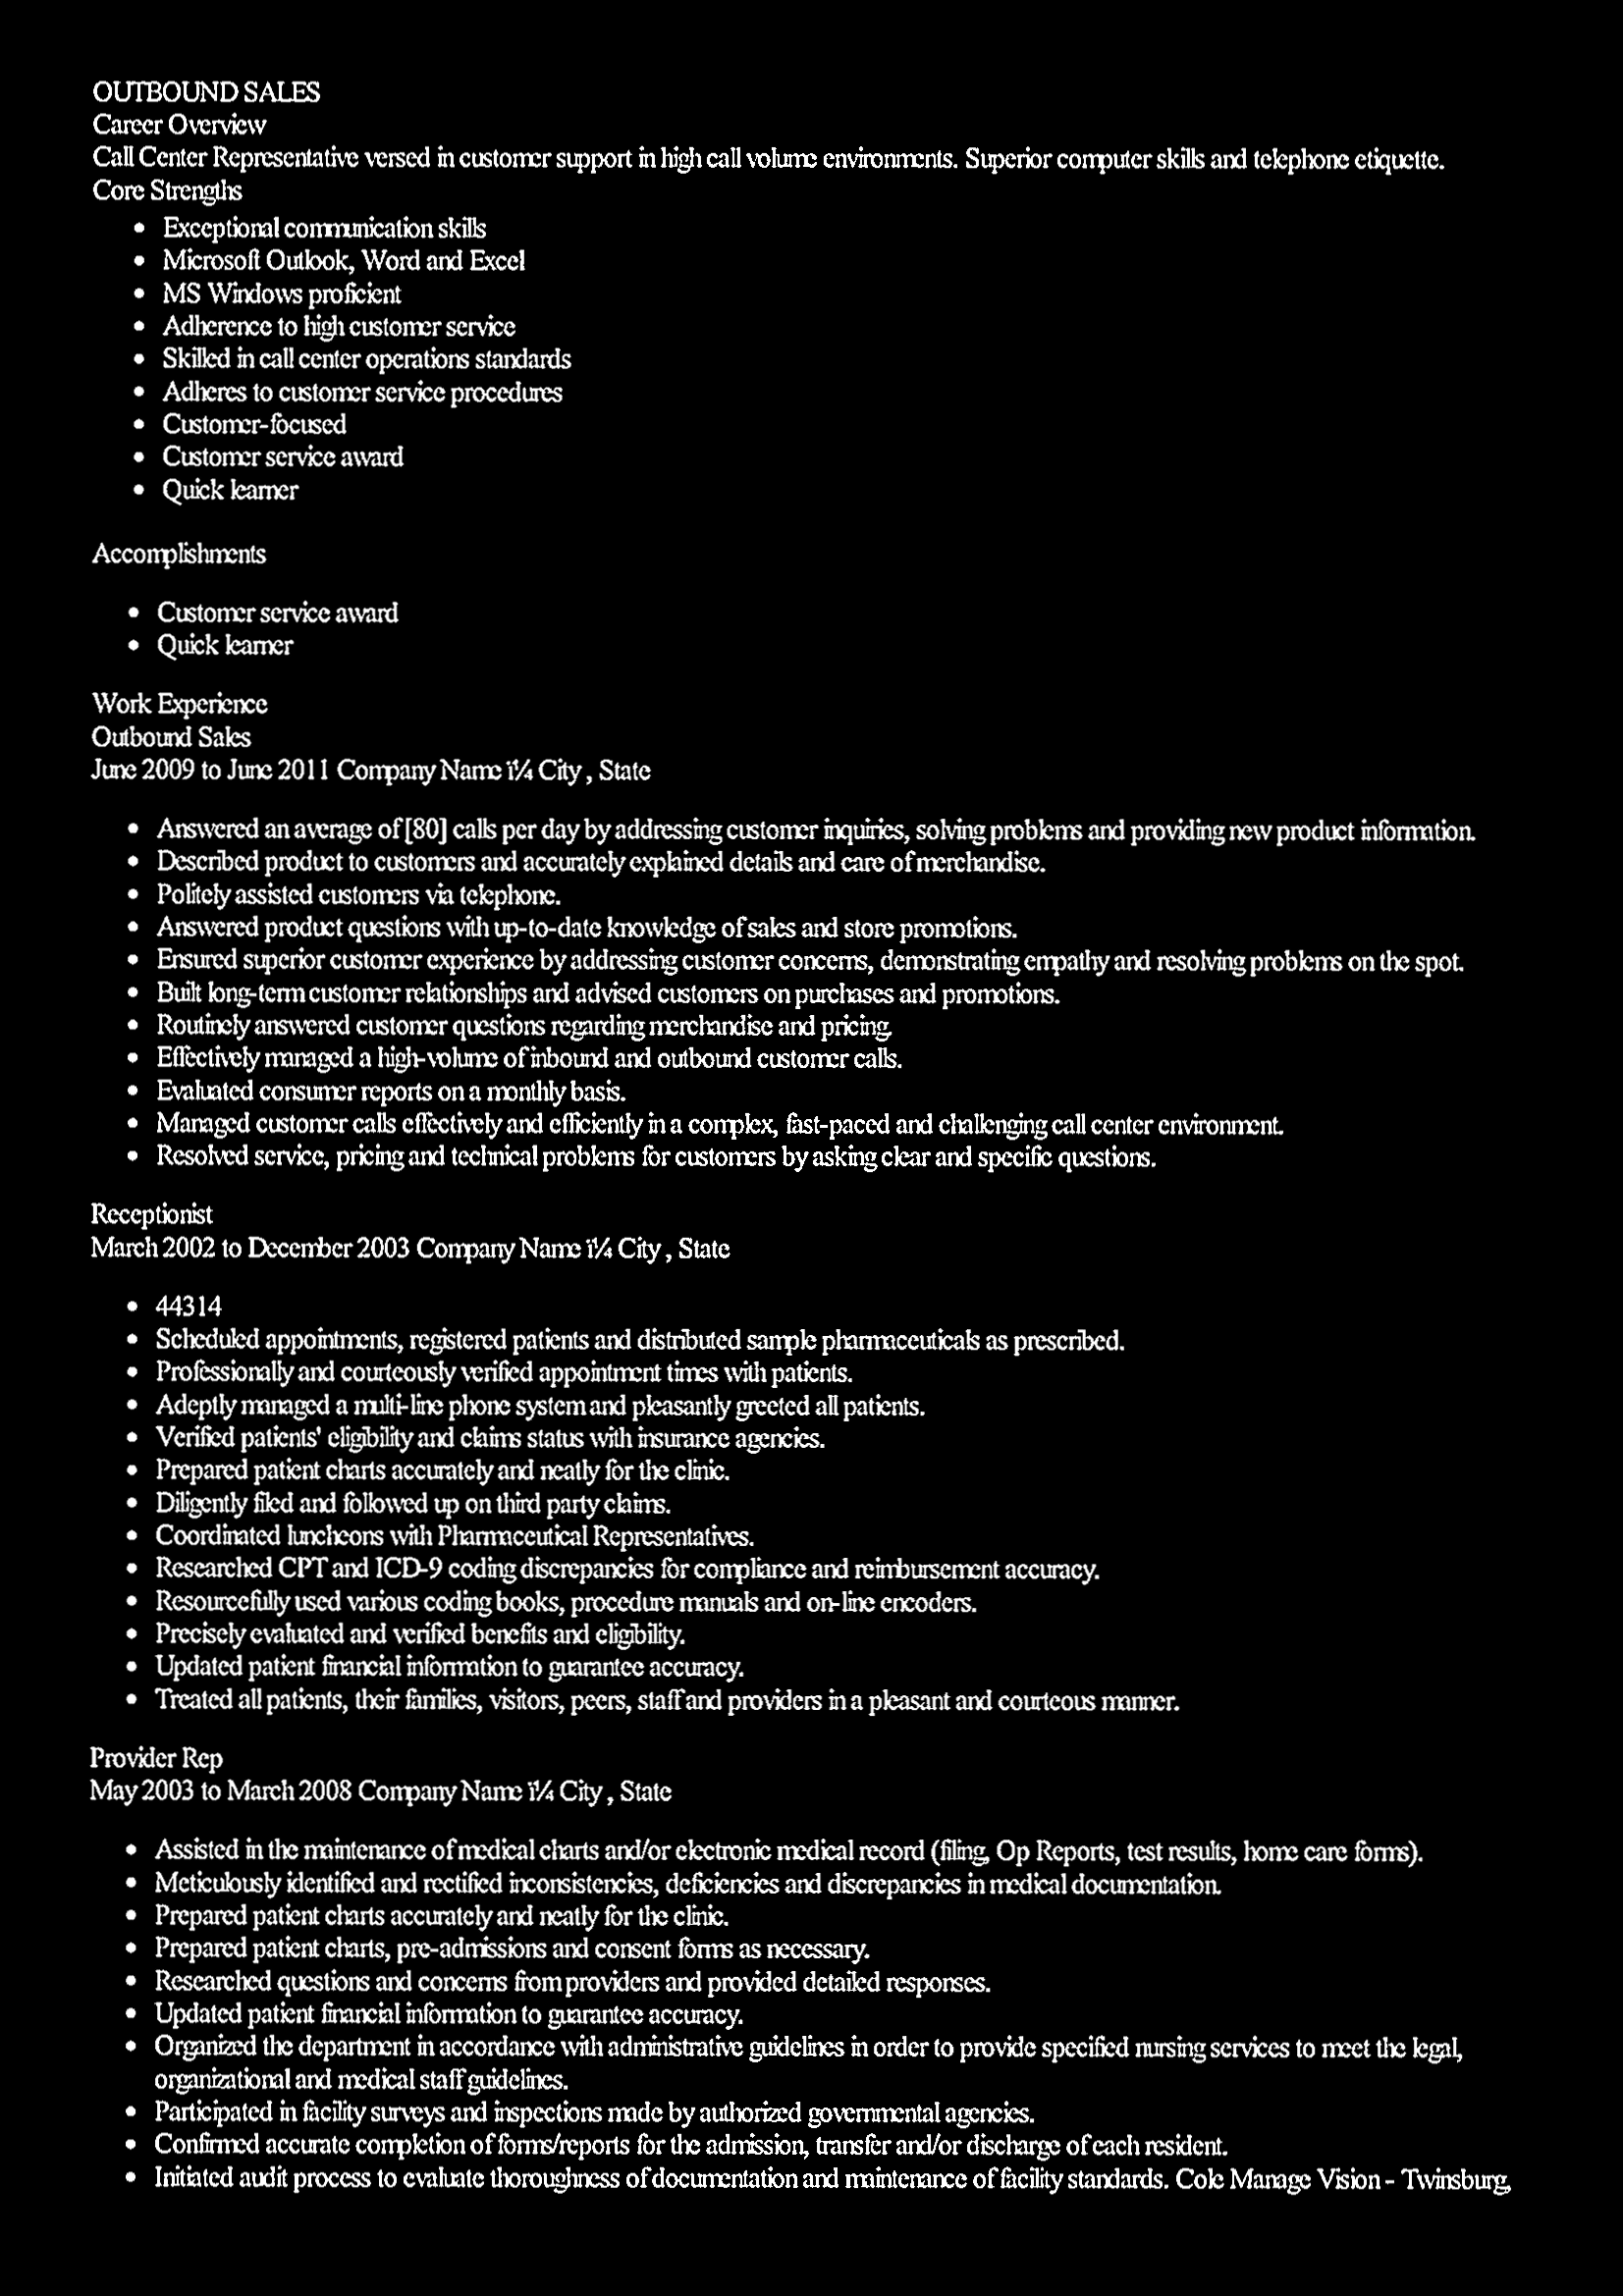 OUTBOUND SALES
Career Overview
Call Center Representative versed in customer support in high call volume environments. Superior computer skills and telephone etiquette.
Core Strengths
• Exceptional communication skills
• Microsoft Outlook, Word and Excel
• MS Windows proficient
• Adherence to high customer service
• Skilled in call center operations standards
• Adheres to customer service procedures
• Customer-focused
• Customer service award
• Quick learner
Accomplishments
• Customer service award
• Quick learner
Work Experience
Outbound Sales
June 2009 to June 2011 Company Name ï¼ City , State
• Answered an average of [80] calls per day by addressing customer inquiries, solving problems and providing new product information.
• Described product to customers and accurately explained details and care of merchandise.
• Politely assisted customers via telephone.
• Answered product questions with up-to-date knowledge of sales and store promotions.
• Ensured superior customer experience by addressing customer concerns, demonstrating empathy and resolving problems on the spot.
• Built long-term customer relationships and advised customers on purchases and promotions.
• Routinely answered customer questions regarding merchandise and pricing.
• Effectively managed a high-volume of inbound and outbound customer calls.
• Evaluated consumer reports on a monthly basis.
• Managed customer calls effectively and efficiently in a complex, fast-paced and challenging call center environment.
• Resolved service, pricing and technical problems for customers by asking clear and specific questions.
Receptionist
March 2002 to December 2003 Company Name ï¼ City , State
• 44314
• Scheduled appointments, registered patients and distributed sample pharmaceuticals as prescribed.
• Professionally and courteously verified appointment times with patients.
• Adeptly managed a multi-line phone system and pleasantly greeted all patients.
• Verified patients' eligibility and claims status with insurance agencies.
• Prepared patient charts accurately and neatly for the clinic.
• Diligently filed and followed up on third party claims.
• Coordinated luncheons with Pharmaceutical Representatives.
• Researched CPT and ICD-9 coding discrepancies for compliance and reimbursement accuracy.
• Resourcefully used various coding books, procedure manuals and on-line encoders.
• Precisely evaluated and verified benefits and eligibility.
• Updated patient financial information to guarantee accuracy.
• Treated all patients, their families, visitors, peers, staff and providers in a pleasant and courteous manner.
Provider Rep
May 2003 to March 2008 Company Name ï¼ City , State
• Assisted in the maintenance of medical charts and/or electronic medical record (filing, Op Reports, test results, home care forms).
• Meticulously identified and rectified inconsistencies, deficiencies and discrepancies in medical documentation.
• Prepared patient charts accurately and neatly for the clinic.
• Prepared patient charts, pre-admissions and consent forms as necessary.
• Researched questions and concerns from providers and provided detailed responses.
• Updated patient financial information to guarantee accuracy.
• Organized the department in accordance with administrative guidelines in order to provide specified nursing services to meet the legal,
organizational and medical staff guidelines.
• Participated in facility surveys and inspections made by authorized governmental agencies.
• Confirmed accurate completion of forms/reports for the admission, transfer and/or discharge of each resident.
• Initiated audit process to evaluate thoroughness of documentation and maintenance of facility standards. Cole Manage Vision - Twinsburg,